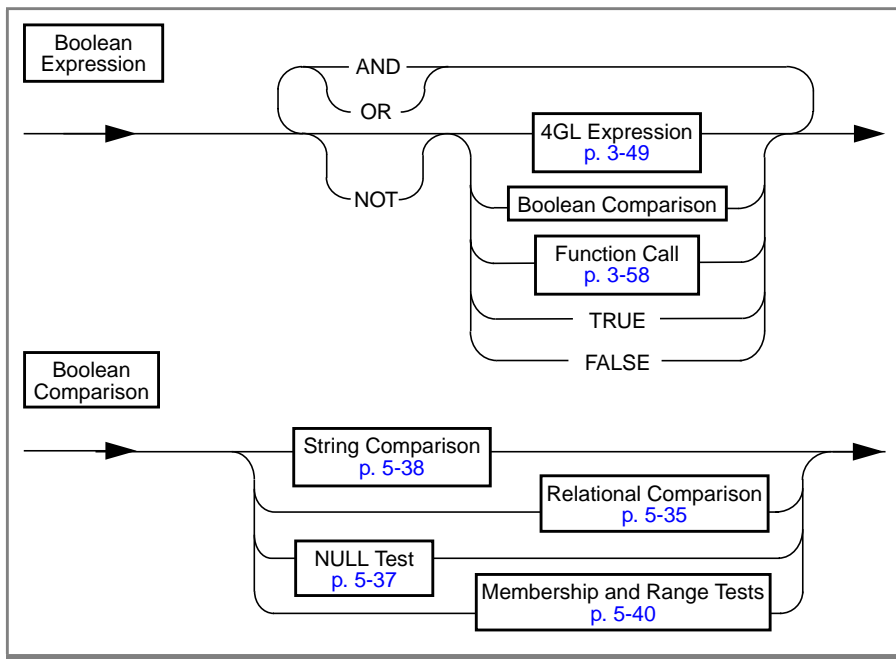 Boolean
Expression
AND
OR
NOT
4GL Expression
p. 3-49
Boolean Comparison
Function Call
p. 3-58
TRUE
FALSE
Boolean
Comparison
String Comparison
p. 5-38
Relational Comparison
p. 5-35
NULL Test
p. 5-37
Membership and Range Tests
p. 5-40